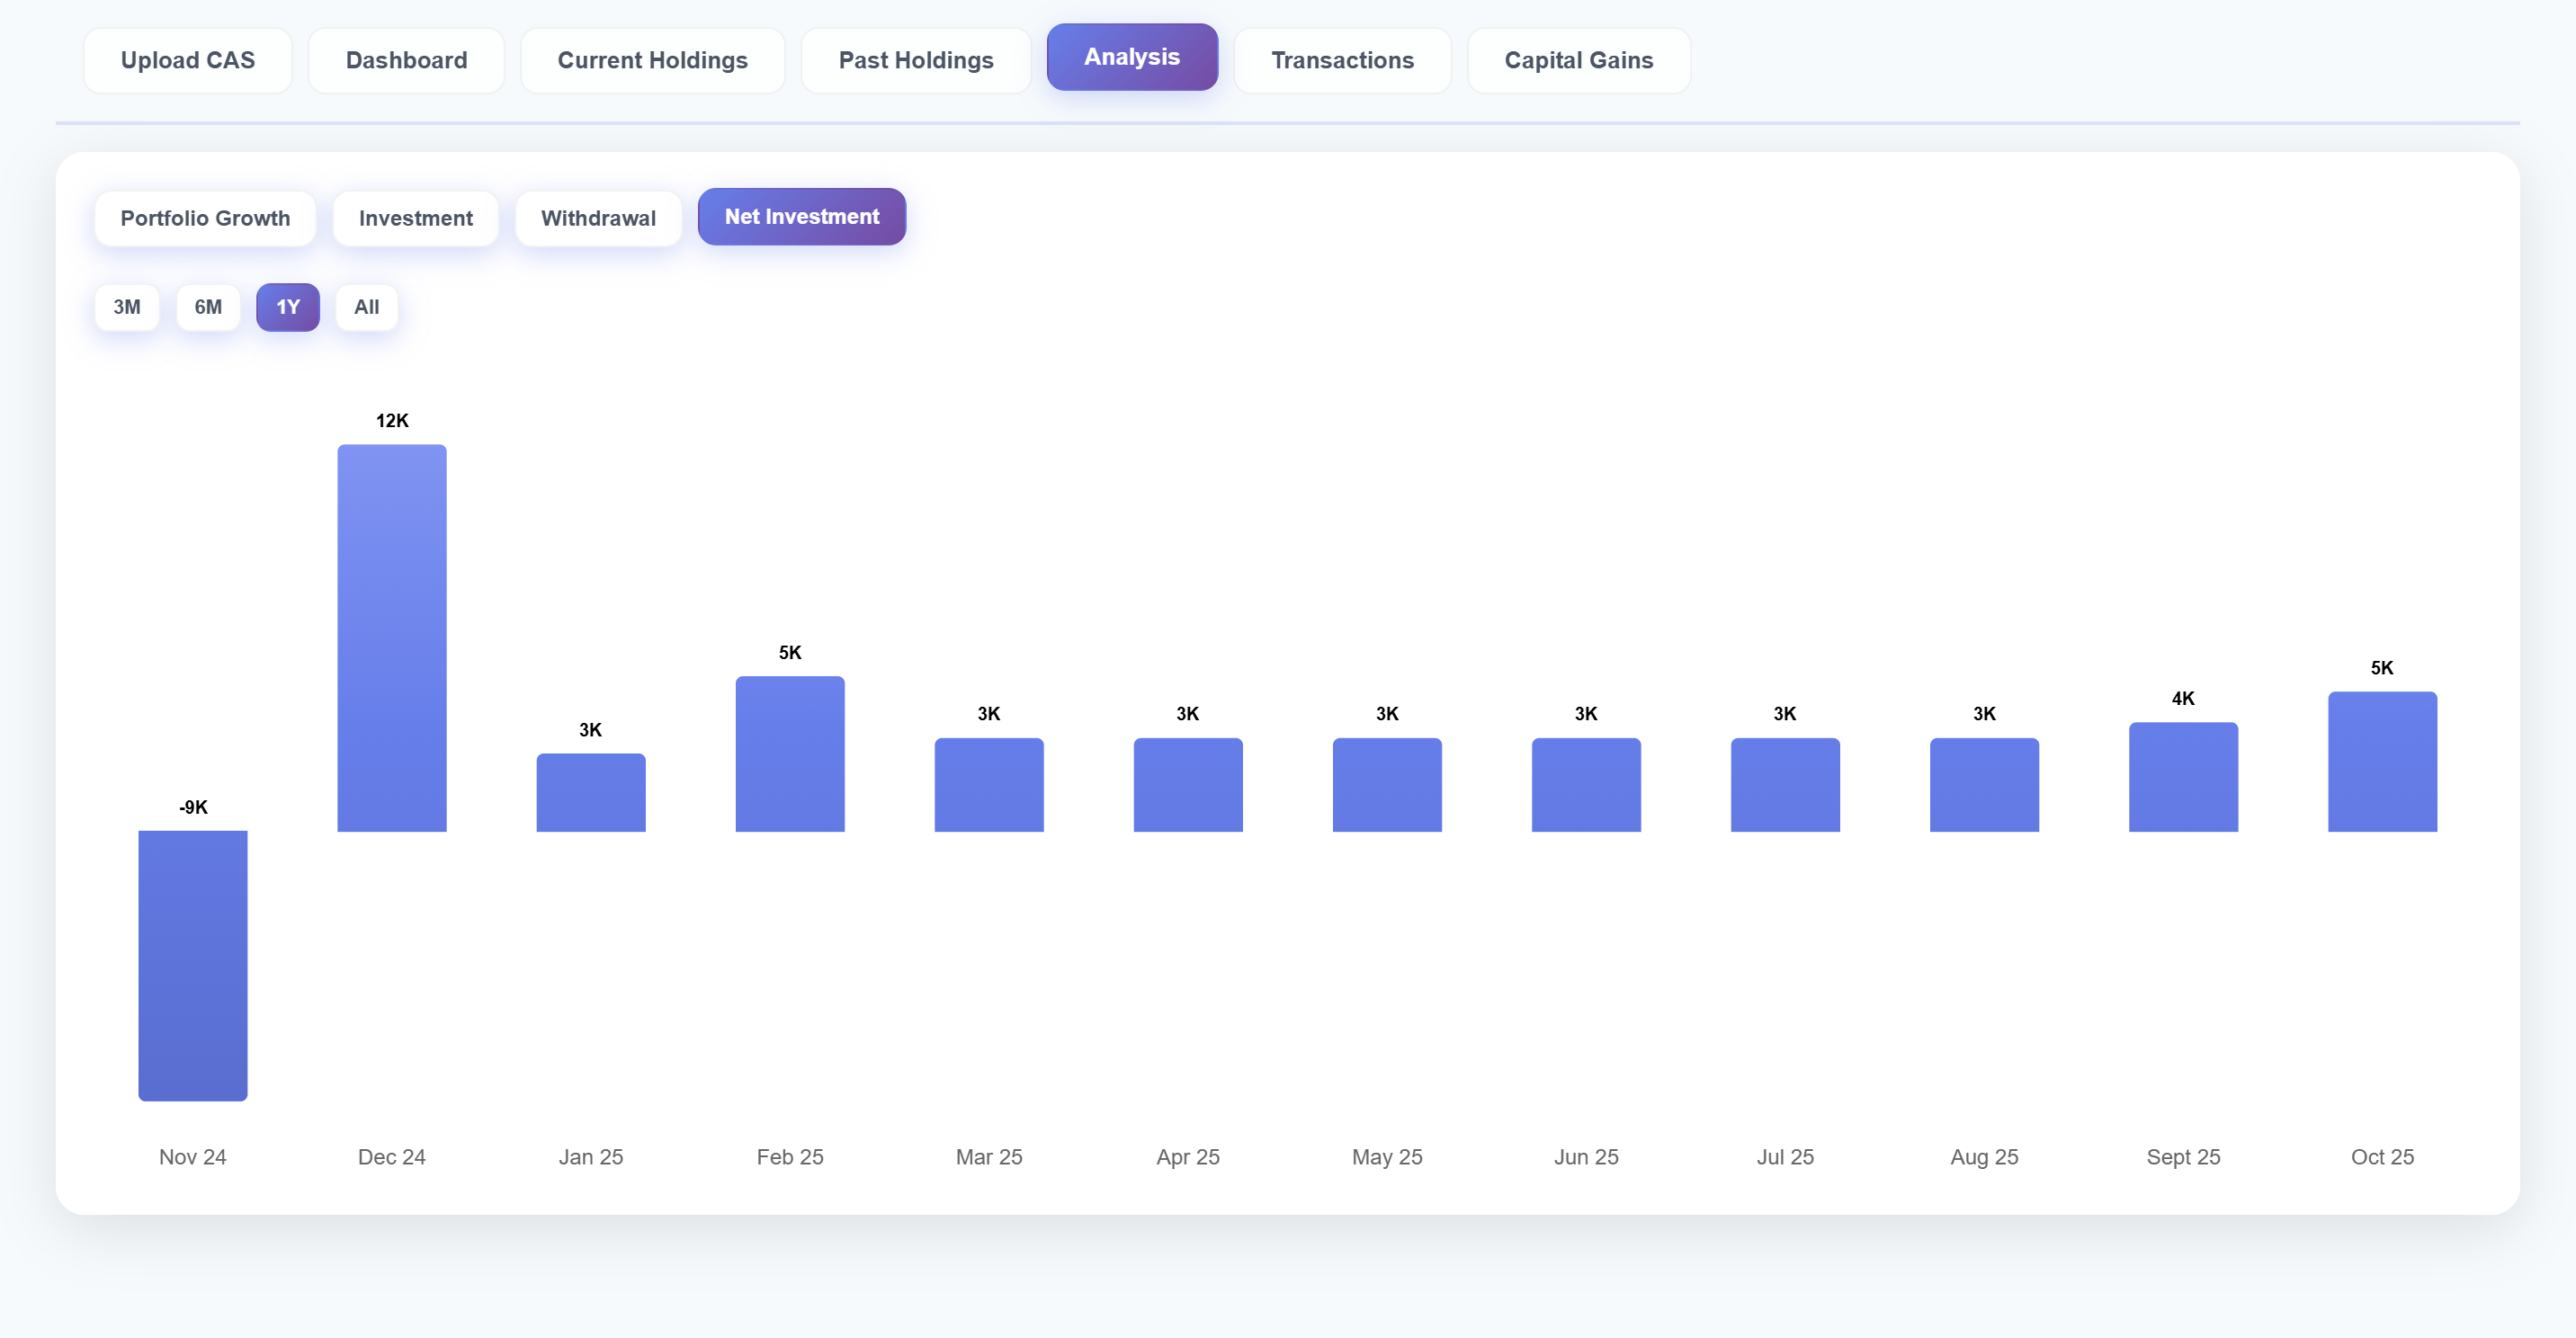 Upload CAS Dashboard Current Holdings Past Holdings Analysis Transactions Capital Gains
Portfolio Growth Investment Withdrawal Net Investment
3M 6M 1Y All
12K
5K
5K
4K
3K 3K 3K 3K 3K 3K
3K
-9K
Nov 24 Dec 24 Jan 25 Feb 25 Mar 25 Apr 25 May 25 Jun 25 Jul 25 Aug 25 Sept 25 Oct 25